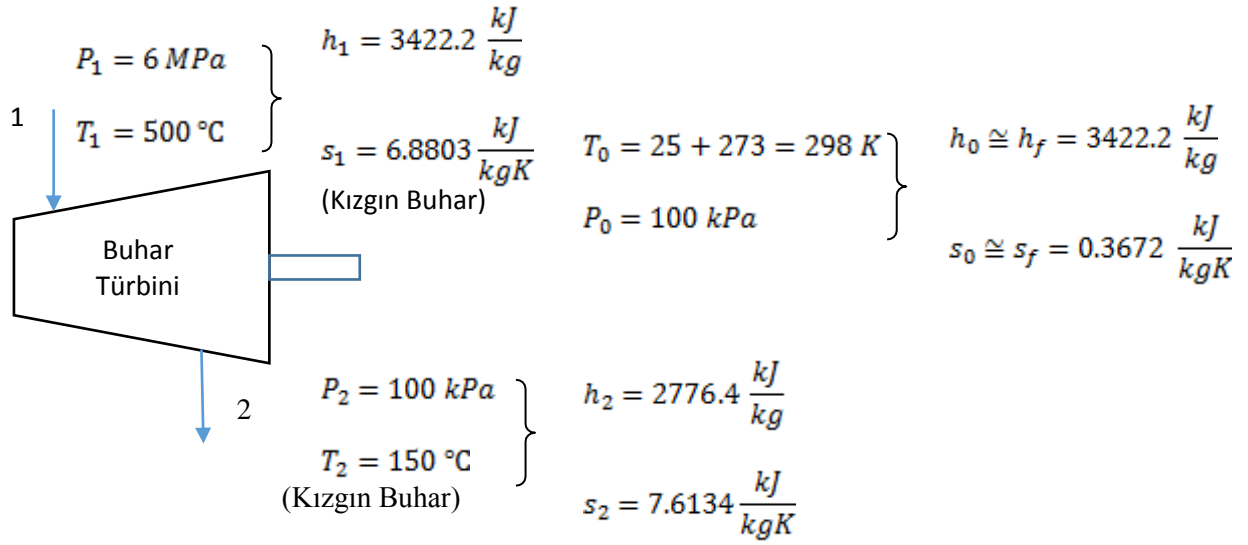 1
P₁ = 6 MPa
T₁ = 500 °C
h₁ = 3422.2 kJ/kg
s₁ = 6.8803 kJ/kgK
(Kızgın Buhar)
T₀ = 25 + 273 = 298 K
P₀ = 100 kPa
h₀ ≅ h_f = 3422.2 kJ/kg
s₀ ≅ s_f = 0.3672 kJ/kgK
Buhar
Türbini
2
P₂ = 100 kPa
T₂ = 150 °C
(Kızgın Buhar)
h₂ = 2776.4 kJ/kg
s₂ = 7.6134 kJ/kgK